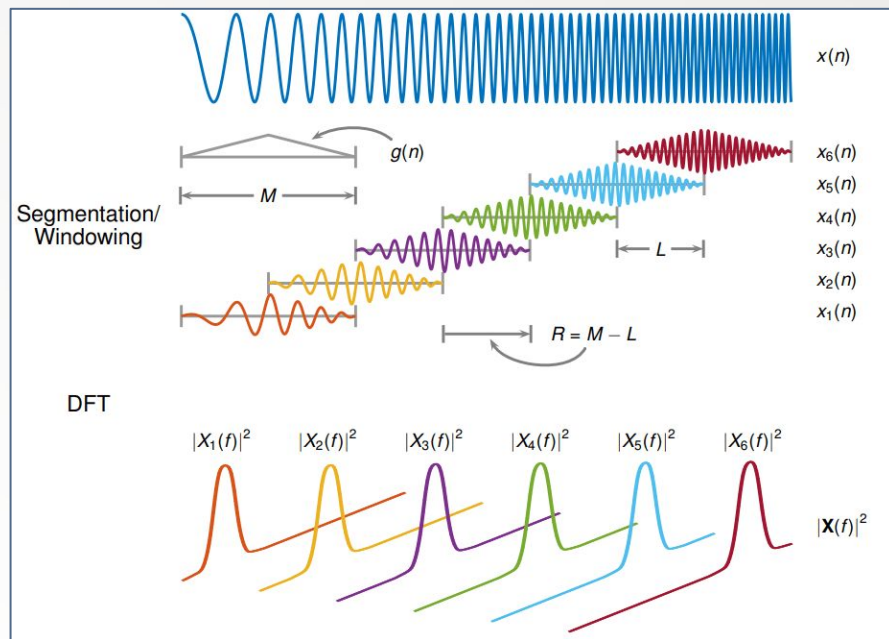 x(n)
g(n)
x₆(n)
x₅(n)
M
Segmentation/
Windowing
x₄(n)
x₃(n)
L
x₂(n)
x₁(n)
R = M – L
DFT
|X₁(f)|² |X₂(f)|² |X₃(f)|² |X₄(f)|² |X₅(f)|² |X₆(f)|²
|X(f)|²